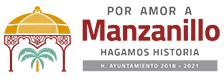 POR AMOR A
Manzanillo
HAGAMOS HISTORIA
H. AYUNTAMIENTO 2018 - 2021